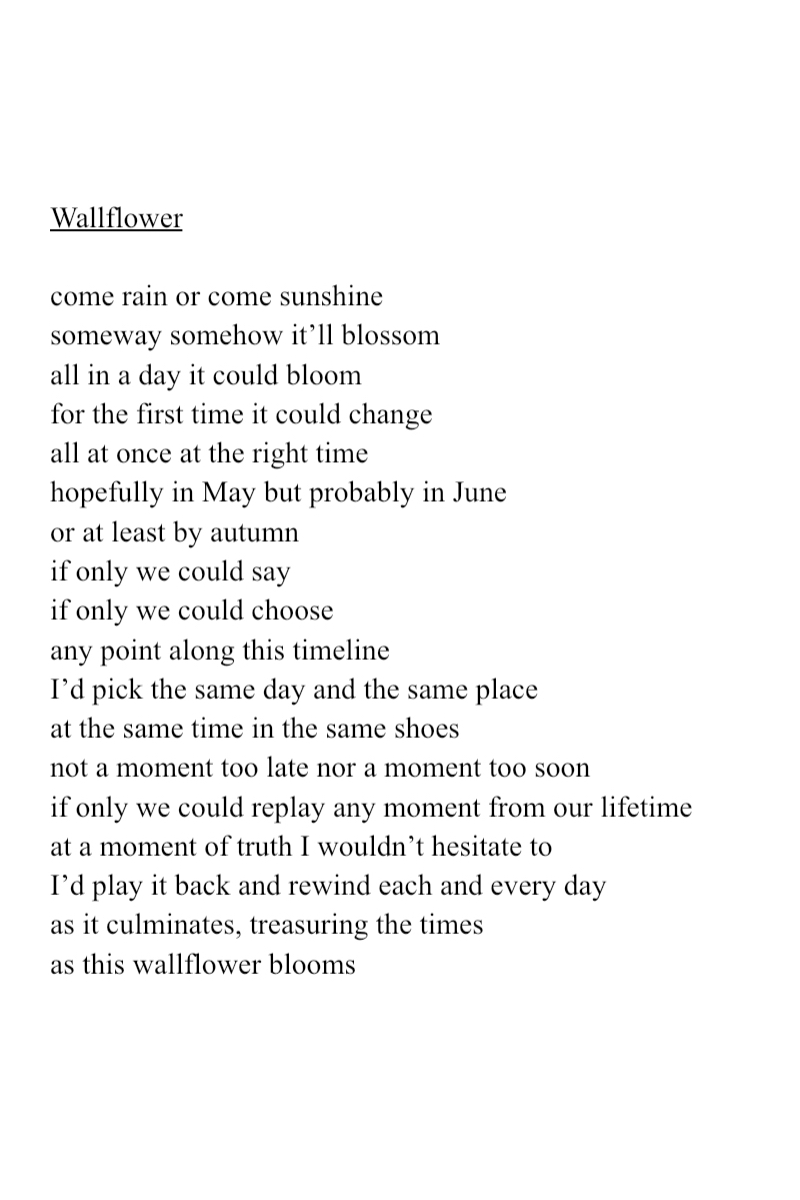 Wallflower
come rain or come sunshine
someway somehow it’ll blossom
all in a day it could bloom
for the first time it could change
all at once at the right time
hopefully in May but probably in June
or at least by autumn
if only we could say
if only we could choose
any point along this timeline
I’d pick the same day and the same place
at the same time in the same shoes
not a moment too late nor a moment too soon
if only we could replay any moment from our lifetime
at a moment of truth I wouldn’t hesitate to
I’d play it back and rewind each and every day
as it culminates, treasuring the times
as this wallflower blooms